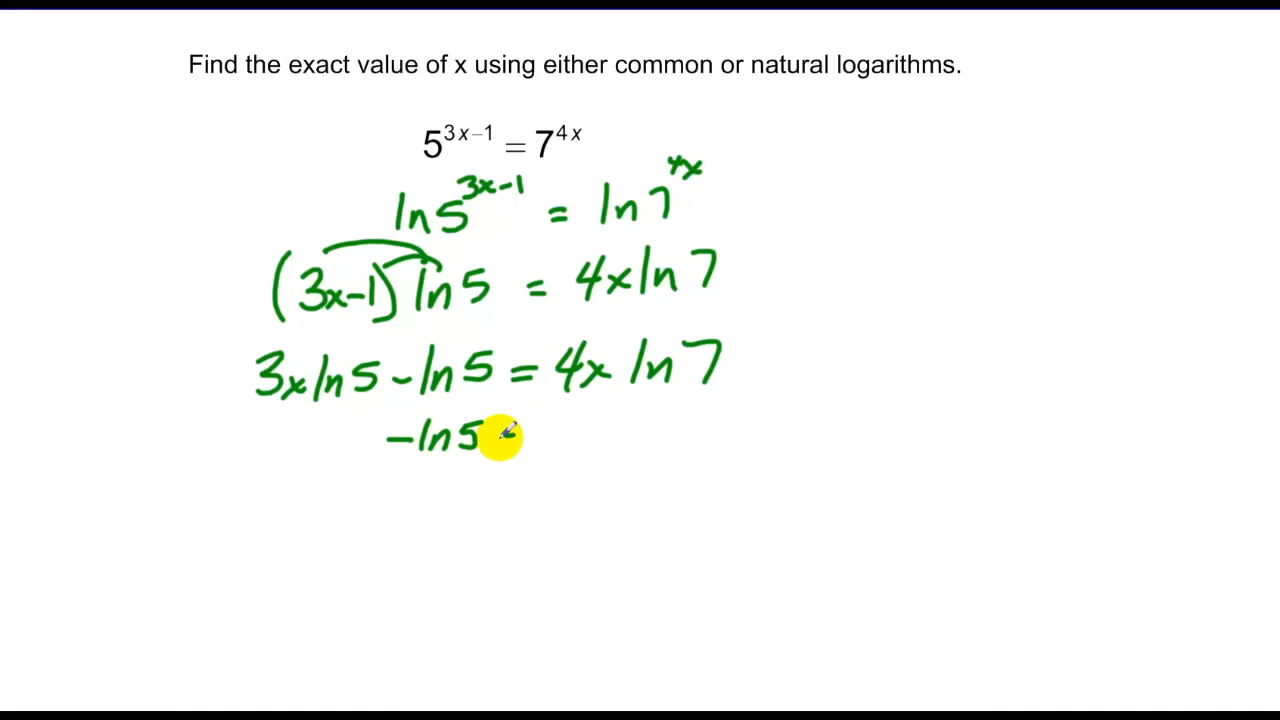 Find the exact value of x using either common or natural logarithms.
5^{3x−1} = 7^{4x}
ln 5^{3x-1} = ln 7^{4x}
(3x-1) ln 5 = 4x ln 7
3x ln 5 - ln 5 = 4x ln 7
- ln 5